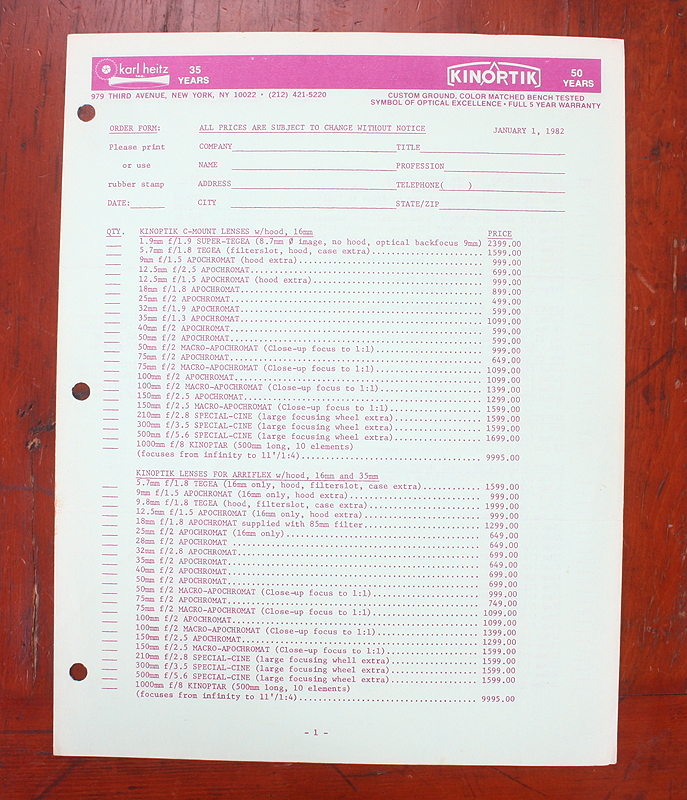 karl heitz 35 YEARS KINOPTIK 50 YEARS
979 THIRD AVENUE, NEW YORK, NY 10022 • (212) 421-5220
CUSTOM GROUND, COLOR MATCHED BENCH TESTED
SYMBOL OF OPTICAL EXCELLENCE • FULL 5 YEAR WARRANTY
ORDER FORM: ALL PRICES ARE SUBJECT TO CHANGE WITHOUT NOTICE JANUARY 1, 1982
Please print COMPANY TITLE
or use NAME PROFESSION
rubber stamp ADDRESS TELEPHONE( )
DATE: CITY STATE/ZIP
QTY. KINOPTIK C-MOUNT LENSES w/hood, 16mm PRICE
1.9mm f/1.9 SUPER-TEGEA (8.7mm Ø image, no hood, optical backfocus 9mm) 2399.00
5.7mm f/1.8 TEGEA (filterslot, hood, case extra) 1599.00
9mm f/1.5 APOCHROMAT (hood extra) 999.00
12.5mm f/2.5 APOCHROMAT 699.00
12.5mm f/1.5 APOCHROMAT (hood extra) 999.00
18mm f/1.8 APOCHROMAT 899.00
25mm f/2 APOCHROMAT 499.00
32mm f/1.9 APOCHROMAT 599.00
35mm f/1.3 APOCHROMAT 1099.00
40mm f/2 APOCHROMAT 599.00
50mm f/2 APOCHROMAT 599.00
50mm f/2 MACRO-APOCHROMAT (Close-up focus to 1:1) 999.00
75mm f/2 APOCHROMAT 649.00
75mm f/2 MACRO-APOCHROMAT (Close-up focus to 1:1) 1099.00
100mm f/2 APOCHROMAT 1099.00
100mm f/2 MACRO-APOCHROMAT (Close-up focus to 1:1) 1399.00
150mm f/2.5 APOCHROMAT 1299.00
150mm f/2.5 MACRO-APOCHROMAT (Close-up focus to 1:1) 1599.00
210mm f/2.8 SPECIAL-CINE (large focusing wheel extra) 1599.00
300mm f/3.5 SPECIAL-CINE (large focusing wheel extra) 1599.00
500mm f/5.6 SPECIAL-CINE (large focusing wheel extra) 1699.00
1000mm f/8 KINOPTAR (500mm long, 10 elements)
(focuses from infinity to 11'/1:4) 9995.00
KINOPTIK LENSES FOR ARRIFLEX w/hood, 16mm and 35mm
5.7mm f/1.8 TEGEA (16mm only, hood, filterslot, case extra) 1599.00
9mm f/1.5 APOCHROMAT (16mm only, hood extra) 999.00
9.8mm f/1.8 TEGEA (hood, filterslot, case extra) 1999.00
12.5mm f/1.5 APOCHROMAT (16mm only, hood extra) 999.00
18mm f/1.8 APOCHROMAT supplied with 85mm filter 1299.00
25mm f/2 APOCHROMAT (16mm only) 649.00
28mm f/2 APOCHROMAT 649.00
32mm f/2.8 APOCHROMAT 699.00
35mm f/2 APOCHROMAT 649.00
40mm f/2 APOCHROMAT 699.00
50mm f/2 APOCHROMAT 699.00
50mm f/2 MACRO-APOCHROMAT (Close-up focus to 1:1) 999.00
75mm f/2 APOCHROMAT 749.00
75mm f/2 MACRO-APOCHROMAT (Close-up focus to 1:1) 1099.00
100mm f/2 APOCHROMAT 1099.00
100mm f/2 MACRO-APOCHROMAT (Close-up focus to 1:1) 1399.00
150mm f/2.5 APOCHROMAT 1299.00
150mm f/2.5 MACRO-APOCHROMAT (Close-up focus to 1:1) 1599.00
210mm f/2.8 SPECIAL-CINE (large focusing whell extra) 1599.00
300mm f/3.5 SPECIAL-CINE (large focusing wheel extra) 1599.00
500mm f/5.6 SPECIAL-CINE (large focusing wheel extra) 1599.00
1000mm f/8 KINOPTAR (500mm long, 10 elements)
(focuses from infinity to 11'/1:4) 9995.00
- 1 -